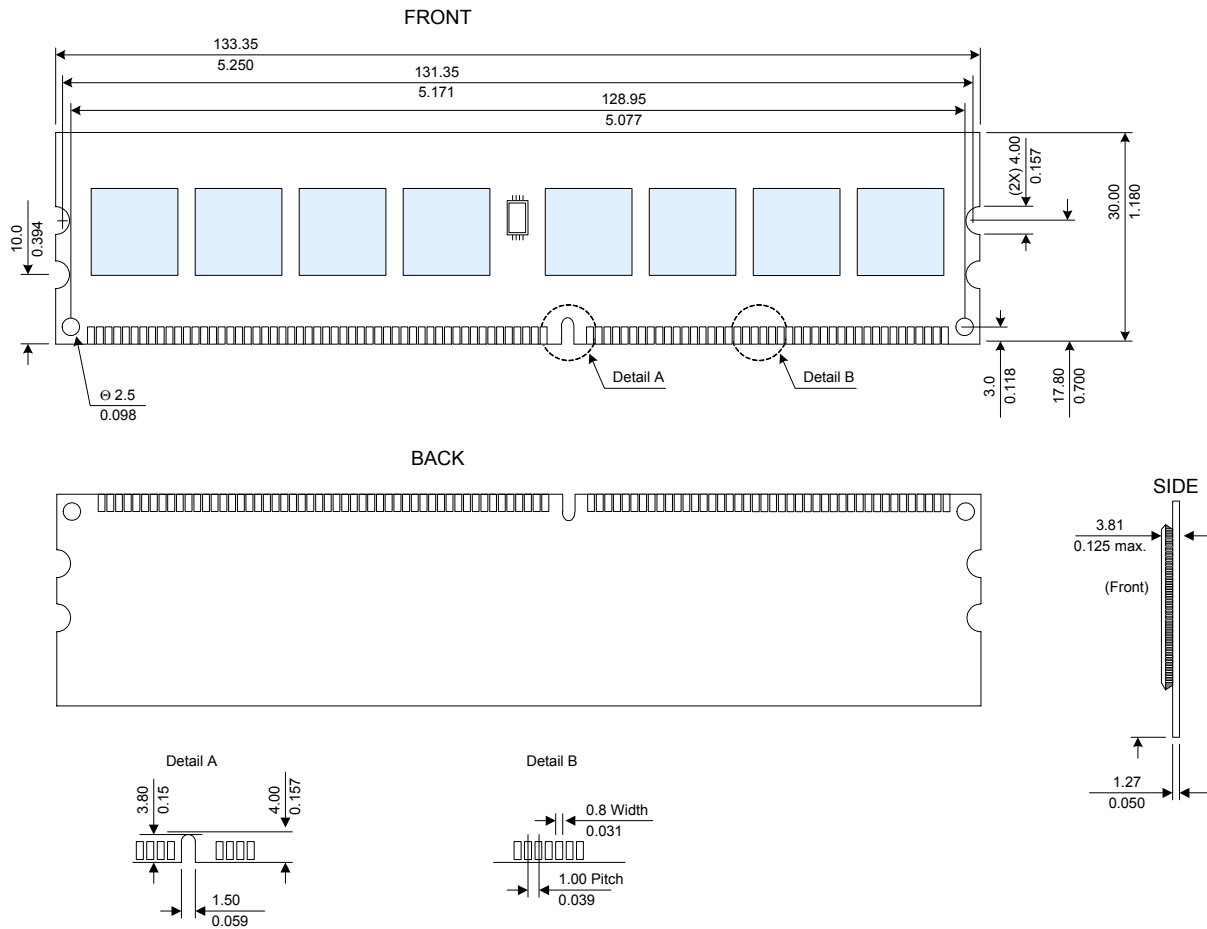 FRONT
133.35
5.250
131.35
5.171
128.95
5.077
(2X) 4.00
0.157
30.00
1.180
10.0
0.394
Detail A
Detail B
3.0
0.118
17.80
0.700
Θ 2.5
0.098
BACK
SIDE
3.81
0.125 max.
(Front)
1.27
0.050
Detail A
3.80
0.15
4.00
0.157
1.50
0.059
Detail B
0.8 Width
0.031
1.00 Pitch
0.039